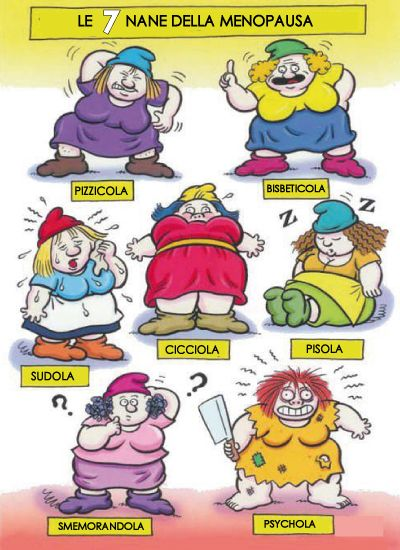 LE 7 NANE DELLA MENOPAUSA
PIZZICOLA
BISBETICOLA
Z
Z
SUDOLA
CICCIOLA
PISOLA
?
?
SMEMORANDOLA
PSYCHOLA